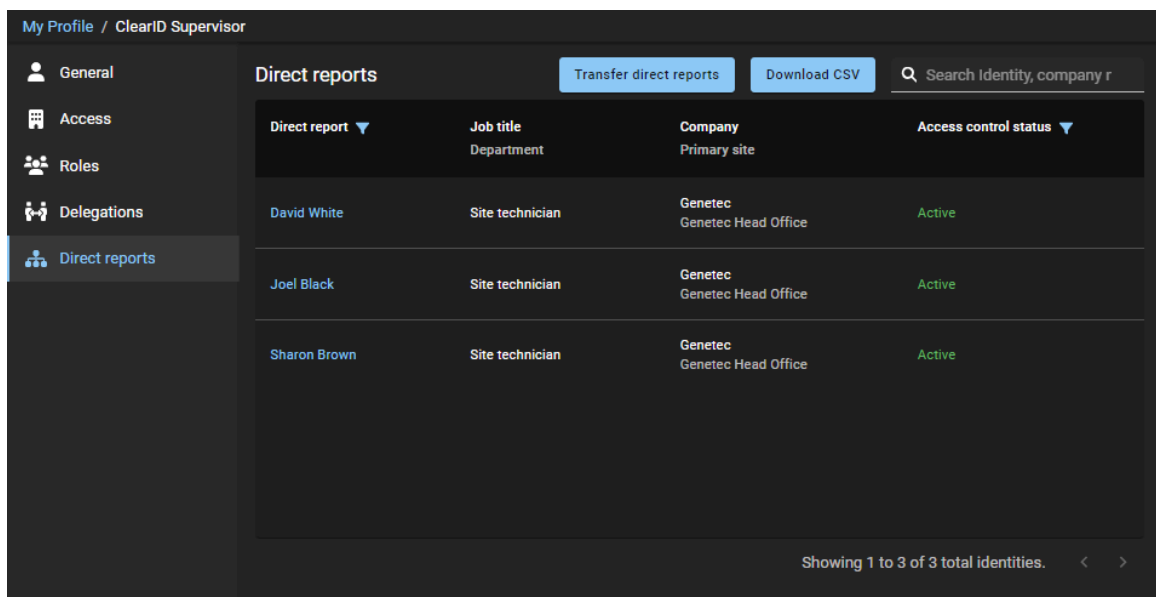 My Profile / ClearID Supervisor
General
Access
Roles
Delegations
Direct reports
Direct reports
Transfer direct reports
Download CSV
Search Identity, company r
Direct report
Job title
Department
Company
Primary site
Access control status
David White
Site technician
Genetec
Genetec Head Office
Active
Joel Black
Site technician
Genetec
Genetec Head Office
Active
Sharon Brown
Site technician
Genetec
Genetec Head Office
Active
Showing 1 to 3 of 3 total identities.